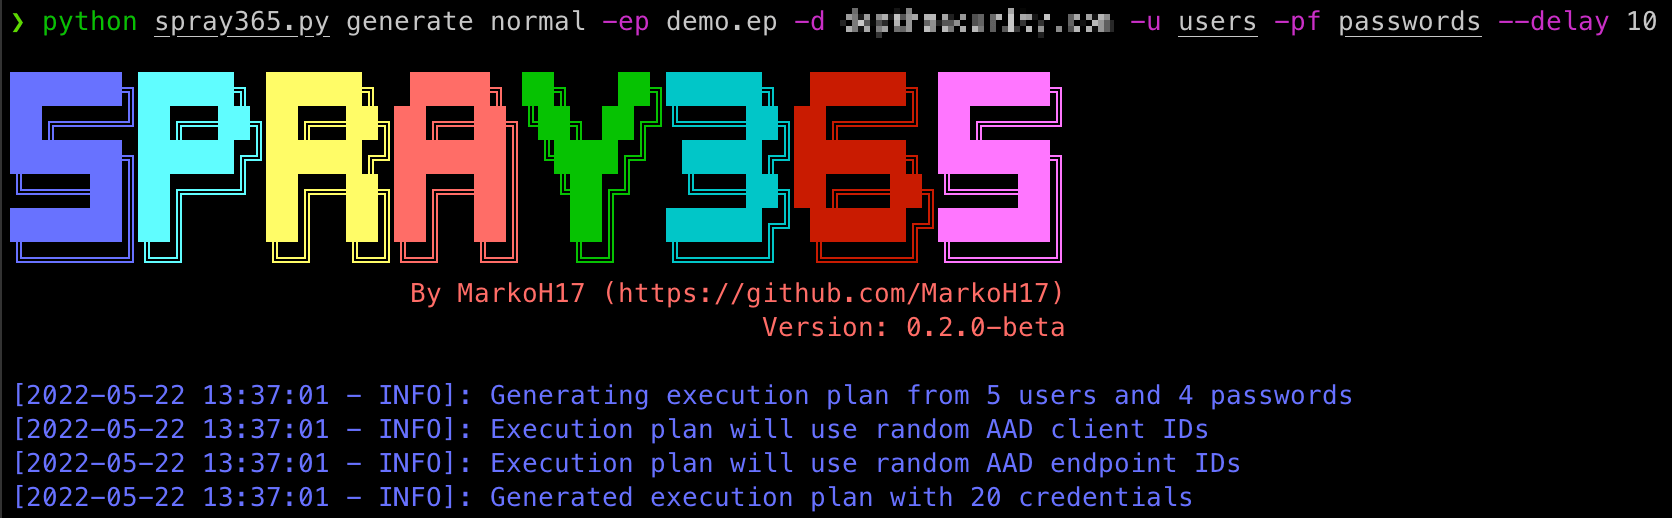 ❯ python spray365.py generate normal -ep demo.ep -d -u users -pf passwords --delay 10
SPRAY365
By MarkoH17 (https://github.com/MarkoH17)
Version: 0.2.0-beta
[2022-05-22 13:37:01 - INFO]: Generating execution plan from 5 users and 4 passwords
[2022-05-22 13:37:01 - INFO]: Execution plan will use random AAD client IDs
[2022-05-22 13:37:01 - INFO]: Execution plan will use random AAD endpoint IDs
[2022-05-22 13:37:01 - INFO]: Generated execution plan with 20 credentials